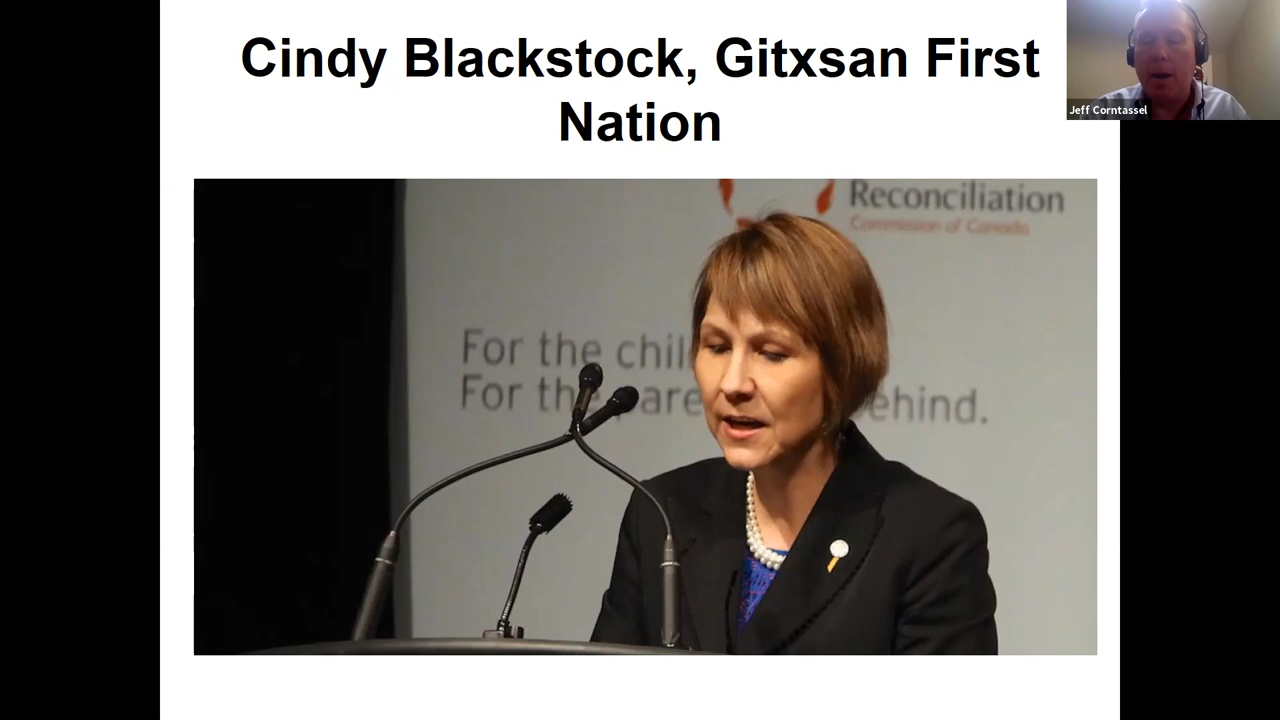 Cindy Blackstock, Gitxsan First
Nation
Jeff Corntassel
Reconciliation
Commission of Canada
For the chil
For the pare ehind.